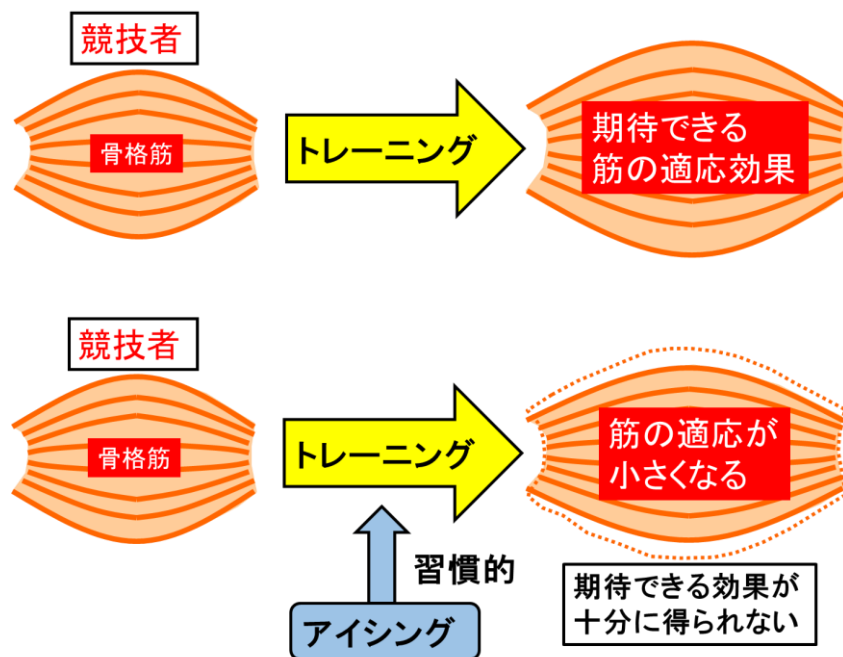 競技者
骨格筋
トレーニング
期待できる
筋の適応効果
競技者
骨格筋
トレーニング
筋の適応が
小さくなる
習慣的
アイシング
期待できる効果が
十分に得られない